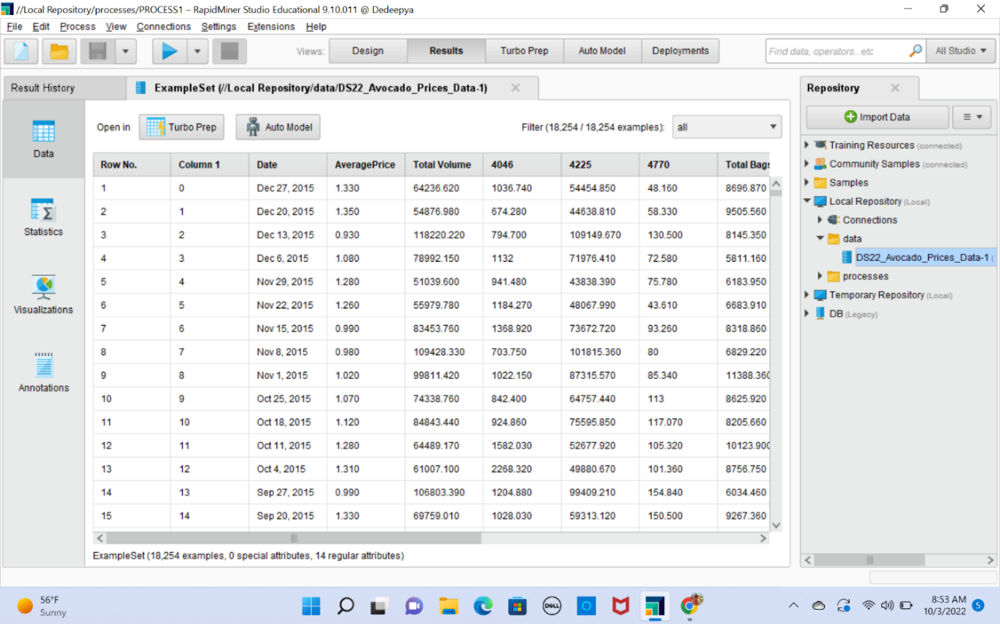 //Local Repository/processes/PROCESS1 – RapidMiner Studio Educational 9.10.011 @ Dedeepya
File Edit Process View Connections Settings Extensions Help
Views: Design Results Turbo Prep Auto Model Deployments Find data, operators...etc All Studio
Result History ExampleSet (//Local Repository/data/DS22_Avocado_Prices_Data-1)
Data
Statistics
Visualizations
Annotations
Open in Turbo Prep Auto Model Filter (18,254 / 18,254 examples): all
Row No. Column 1 Date AveragePrice Total Volume 4046 4225 4770 Total Bags
1 0 Dec 27, 2015 1.330 64236.620 1036.740 54454.850 48.160 8696.870
2 1 Dec 20, 2015 1.350 54876.980 674.280 44638.810 58.330 9505.560
3 2 Dec 13, 2015 0.930 118220.220 794.700 109149.670 130.500 8145.350
4 3 Dec 6, 2015 1.080 78992.150 1132 71976.410 72.580 5811.160
5 4 Nov 29, 2015 1.280 51039.600 941.480 43838.390 75.780 6183.950
6 5 Nov 22, 2015 1.260 55979.780 1184.270 48067.990 43.610 6683.910
7 6 Nov 15, 2015 0.990 83453.760 1368.920 73672.720 93.260 8318.860
8 7 Nov 8, 2015 0.980 109428.330 703.750 101815.360 80 6829.220
9 8 Nov 1, 2015 1.020 99811.420 1022.150 87315.570 85.340 11388.360
10 9 Oct 25, 2015 1.070 74338.760 842.400 64757.440 113 8625.920
11 10 Oct 18, 2015 1.120 84843.440 924.860 75595.850 117.070 8205.660
12 11 Oct 11, 2015 1.280 64489.170 1582.030 52677.920 105.320 10123.900
13 12 Oct 4, 2015 1.310 61007.100 2268.320 49880.670 101.360 8756.750
14 13 Sep 27, 2015 0.990 106803.390 1204.880 99409.210 154.840 6034.460
15 14 Sep 20, 2015 1.330 69759.010 1028.030 59313.120 150.500 9267.360
ExampleSet (18,254 examples, 0 special attributes, 14 regular attributes)
Repository
Import Data
Training Resources (connected)
Community Samples (connected)
Samples
Local Repository (Local)
Connections
data
DS22_Avocado_Prices_Data-1 (
processes
Temporary Repository (Local)
DB (Legacy)
56°F
Sunny
DELL
8:53 AM
10/3/2022
5